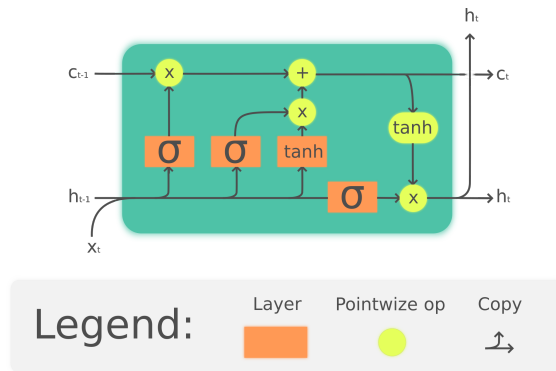 ht
ct-1 x + ct
x
tanh
σ σ tanh
ht-1 σ x ht
xt
Layer Pointwize op Copy
Legend: